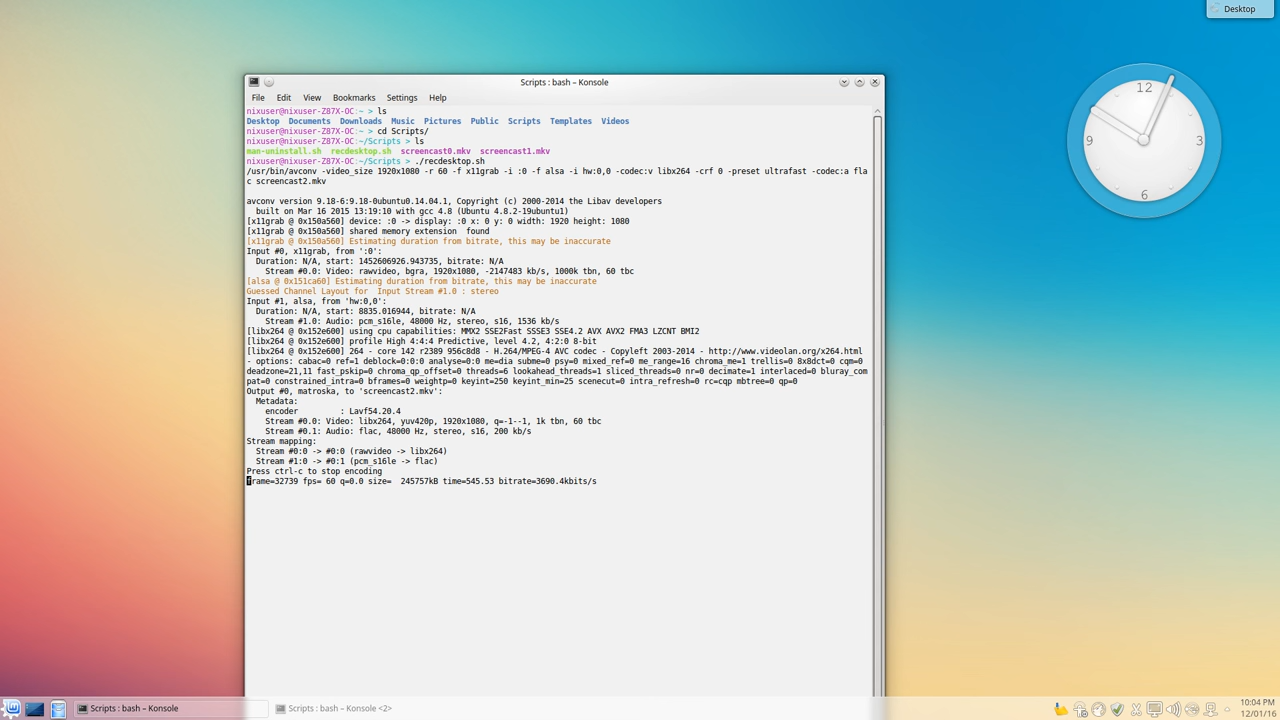 Desktop
Scripts : bash – Konsole
File Edit View Bookmarks Settings Help
nixuser@nixuser-Z87X-OC:~ > ls
Desktop Documents Downloads Music Pictures Public Scripts Templates Videos
nixuser@nixuser-Z87X-OC:~ > cd Scripts/
nixuser@nixuser-Z87X-OC:~/Scripts > ls
man-uninstall.sh recdesktop.sh screencast0.mkv screencast1.mkv
nixuser@nixuser-Z87X-OC:~/Scripts > ./recdesktop.sh
/usr/bin/avconv -video_size 1920x1080 -r 60 -f x11grab -i :0 -f alsa -i hw:0,0 -codec:v libx264 -crf 0 -preset ultrafast -codec:a fla
c screencast2.mkv
avconv version 9.18-6:9.18-0ubuntu0.14.04.1, Copyright (c) 2000-2014 the Libav developers
built on Mar 16 2015 13:19:10 with gcc 4.8 (Ubuntu 4.8.2-19ubuntu1)
[x11grab @ 0x150a560] device: :0 -> display: :0 x: 0 y: 0 width: 1920 height: 1080
[x11grab @ 0x150a560] shared memory extension found
[x11grab @ 0x150a560] Estimating duration from bitrate, this may be inaccurate
Input #0, x11grab, from ':0':
Duration: N/A, start: 1452606926.943735, bitrate: N/A
Stream #0.0: Video: rawvideo, bgra, 1920x1080, -2147483 kb/s, 1000k tbn, 60 tbc
[alsa @ 0x151ca60] Estimating duration from bitrate, this may be inaccurate
Guessed Channel Layout for Input Stream #1.0 : stereo
Input #1, alsa, from 'hw:0,0':
Duration: N/A, start: 8835.016944, bitrate: N/A
Stream #1.0: Audio: pcm_s16le, 48000 Hz, stereo, s16, 1536 kb/s
[libx264 @ 0x152e600] using cpu capabilities: MMX2 SSE2Fast SSSE3 SSE4.2 AVX AVX2 FMA3 LZCNT BMI2
[libx264 @ 0x152e600] profile High 4:4:4 Predictive, level 4.2, 4:2:0 8-bit
[libx264 @ 0x152e600] 264 - core 142 r2389 956c8d8 - H.264/MPEG-4 AVC codec - Copyleft 2003-2014 - http://www.videolan.org/x264.html
- options: cabac=0 ref=1 deblock=0:0:0 analyse=0:0 me=dia subme=0 psy=0 mixed_ref=0 me_range=16 chroma_me=1 trellis=0 8x8dct=0 cqm=0
deadzone=21,11 fast_pskip=0 chroma_qp_offset=0 threads=6 lookahead_threads=1 sliced_threads=0 nr=0 decimate=1 interlaced=0 bluray_com
pat=0 constrained_intra=0 bframes=0 weightp=0 keyint=250 keyint_min=25 scenecut=0 intra_refresh=0 rc=cqp mbtree=0 qp=0
Output #0, matroska, to 'screencast2.mkv':
Metadata:
encoder : Lavf54.20.4
Stream #0.0: Video: libx264, yuv420p, 1920x1080, q=-1--1, 1k tbn, 60 tbc
Stream #0.1: Audio: flac, 48000 Hz, stereo, s16, 200 kb/s
Stream mapping:
Stream #0:0 -> #0:0 (rawvideo -> libx264)
Stream #1:0 -> #0:1 (pcm_s16le -> flac)
Press ctrl-c to stop encoding
frame=32739 fps= 60 q=0.0 size= 245757kB time=545.53 bitrate=3690.4kbits/s
12
9 3
6
Scripts : bash – Konsole
Scripts : bash – Konsole <2>
10:04 PM
12/01/16